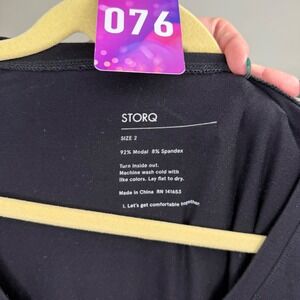 076
STORQ
SIZE 2
92% Modal 8% Spandex
Turn inside out.
Machine wash cold with
like colors. Lay flat to dry.
Made in China RN 141653
Let's get comfortable together